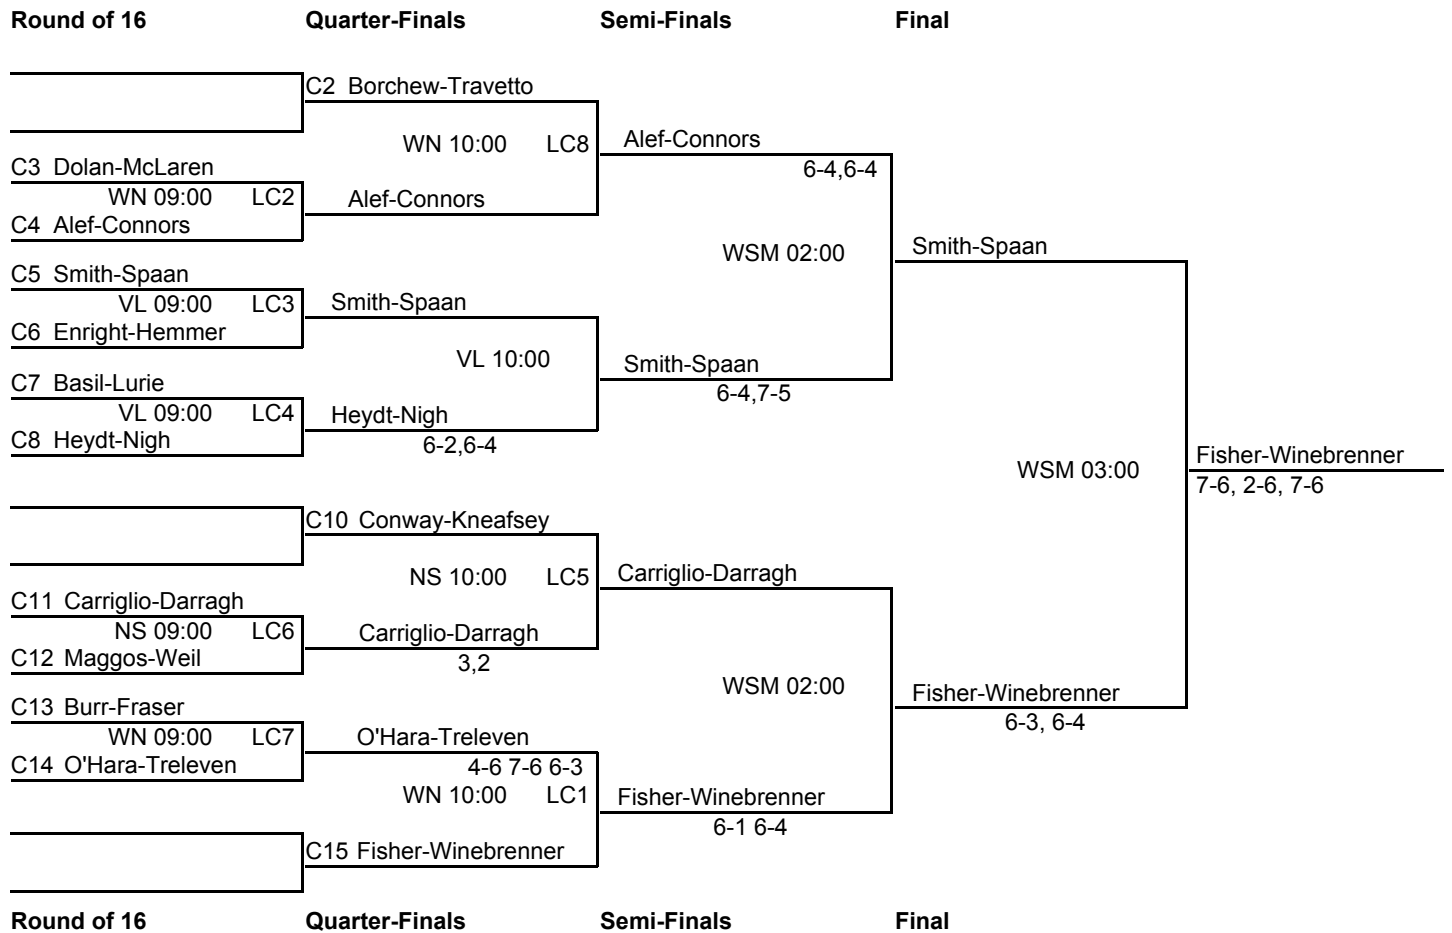 Round of 16 Quarter-Finals Semi-Finals Final
C2 Borchew-Travetto
WN 10:00 LC8
Alef-Connors
6-4,6-4
C3 Dolan-McLaren
WN 09:00 LC2
Alef-Connors
C4 Alef-Connors
WSM 02:00
Smith-Spaan
C5 Smith-Spaan
VL 09:00 LC3
Smith-Spaan
C6 Enright-Hemmer
VL 10:00
Smith-Spaan
6-4,7-5
C7 Basil-Lurie
VL 09:00 LC4
Heydt-Nigh
6-2,6-4
C8 Heydt-Nigh
WSM 03:00
Fisher-Winebrenner
7-6, 2-6, 7-6
C10 Conway-Kneafsey
NS 10:00 LC5
Carriglio-Darragh
C11 Carriglio-Darragh
NS 09:00 LC6
Carriglio-Darragh
3,2
C12 Maggos-Weil
WSM 02:00
Fisher-Winebrenner
6-3, 6-4
C13 Burr-Fraser
WN 09:00 LC7
O'Hara-Treleven
4-6 7-6 6-3
C14 O'Hara-Treleven
WN 10:00 LC1
Fisher-Winebrenner
6-1 6-4
C15 Fisher-Winebrenner
Round of 16 Quarter-Finals Semi-Finals Final